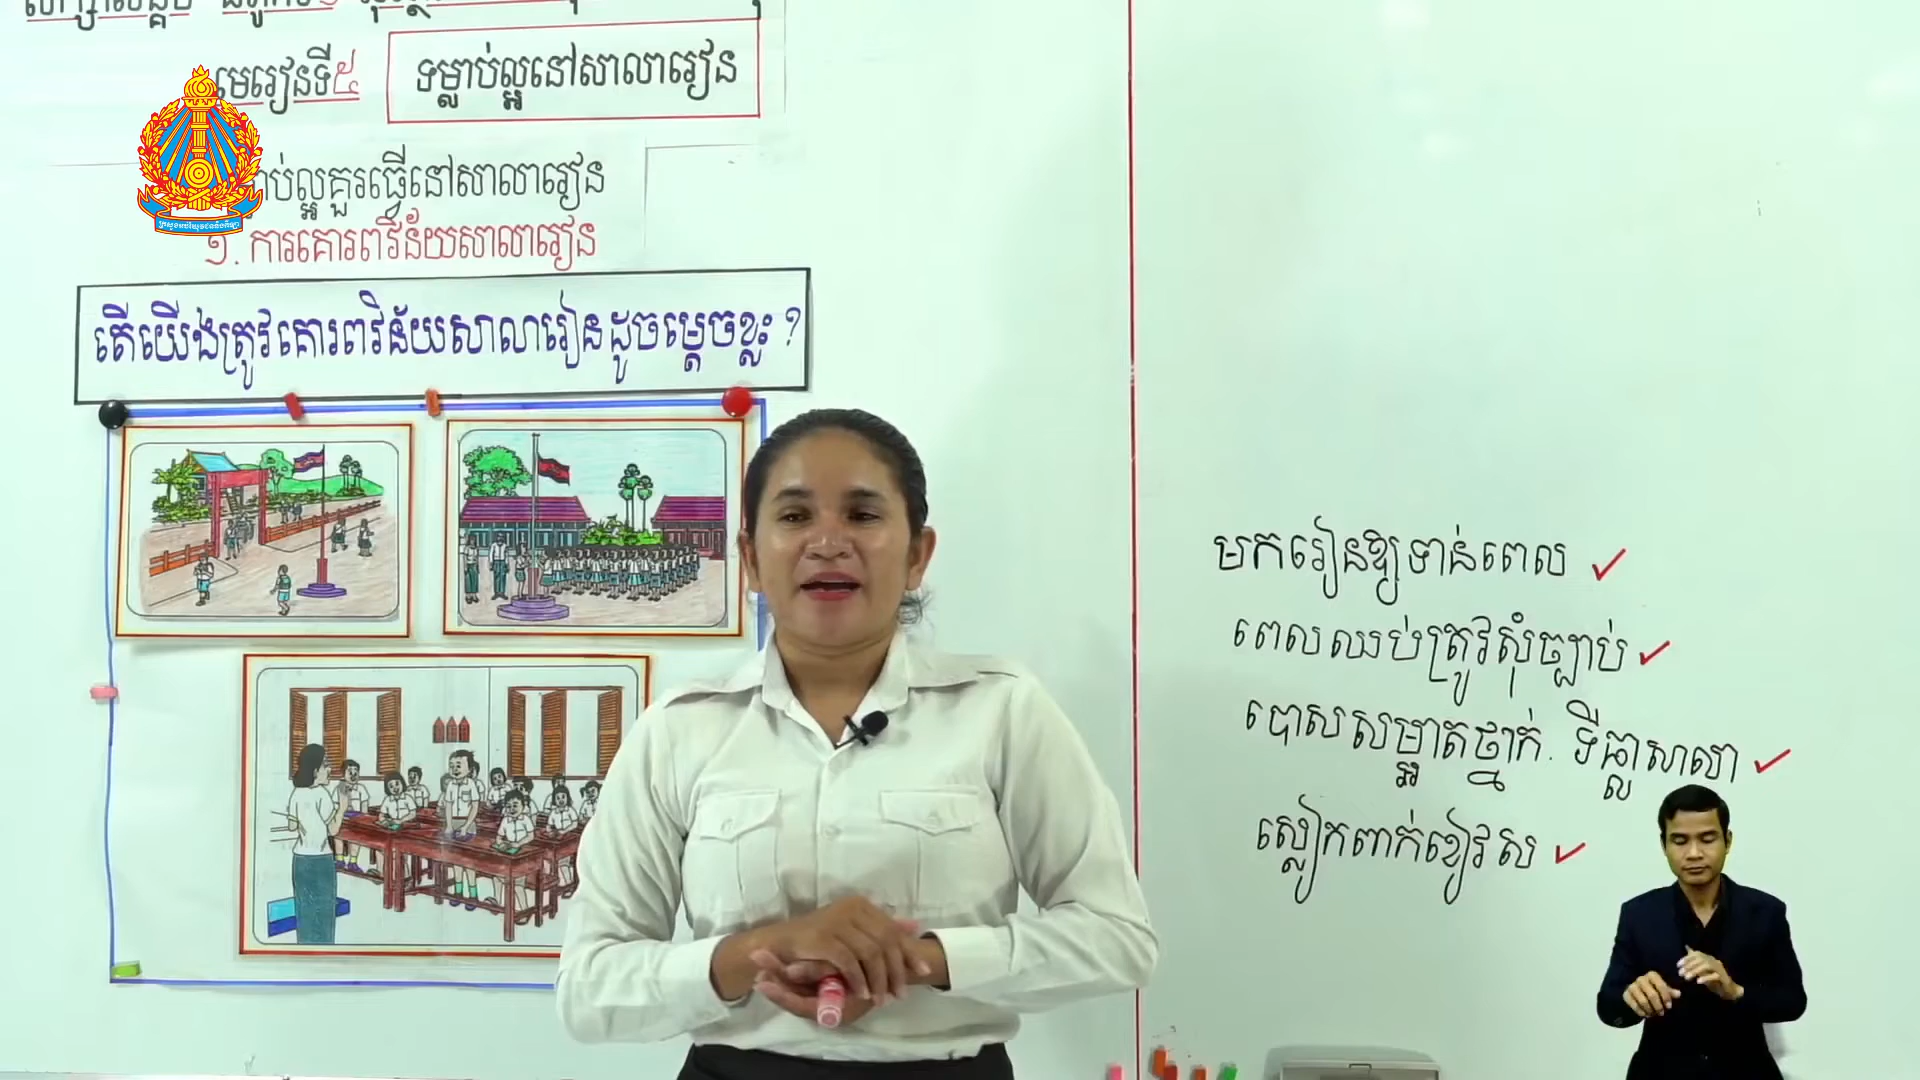 មេរៀនទី៥ ទម្លាប់ល្អនៅសាលារៀន
ល្អគួរធ្វើនៅសាលារៀន
១. ការគោរពវិន័យសាលារៀន
តើយើងត្រូវគោរពវិន័យសាលារៀនដូចម្ដេចខ្លះ ?
មករៀនឱ្យទាន់ពេល
ពេលឈប់ត្រូវសុំច្បាប់
បោសសម្អាតថ្នាក់. ទីធ្លាសាលា
ស្លៀកពាក់ខៀវស